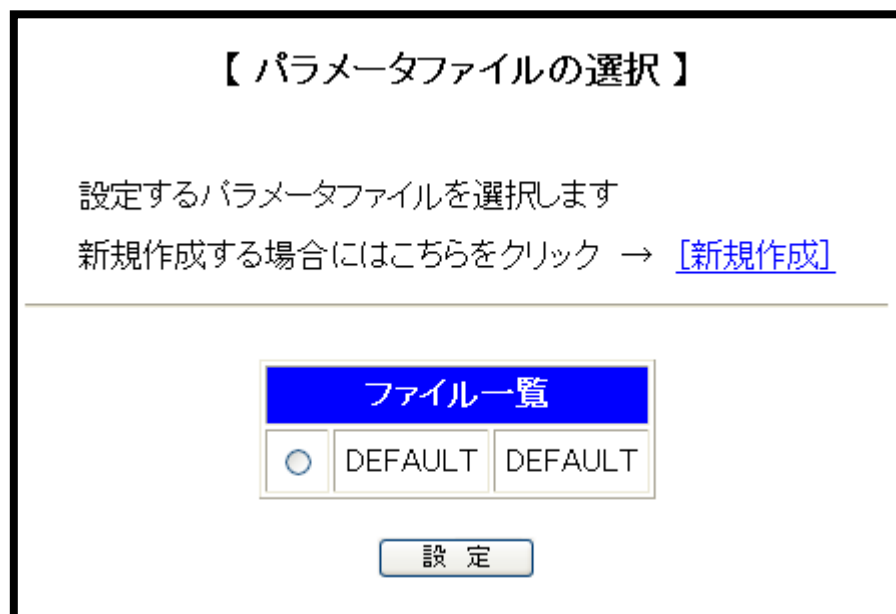 【 パラメータファイルの選択 】
設定するパラメータファイルを選択します
新規作成する場合にはこちらをクリック → [新規作成]
ファイル一覧
DEFAULT DEFAULT
設 定